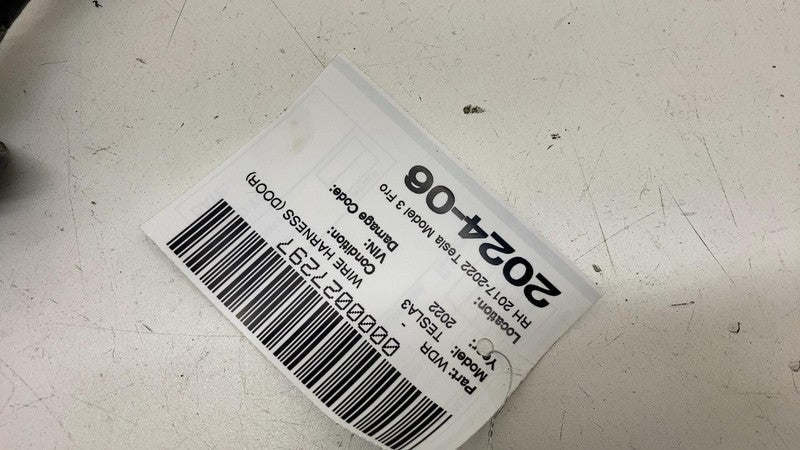 0000027297
Part: WDR - WIRE HARNESS (DOOR)
Model: TESLA3 Condition:
Year: 2022 VIN:
Damage Code:
Location:
RH 2017-2022 Tesla Model 3 Fro
2024-06